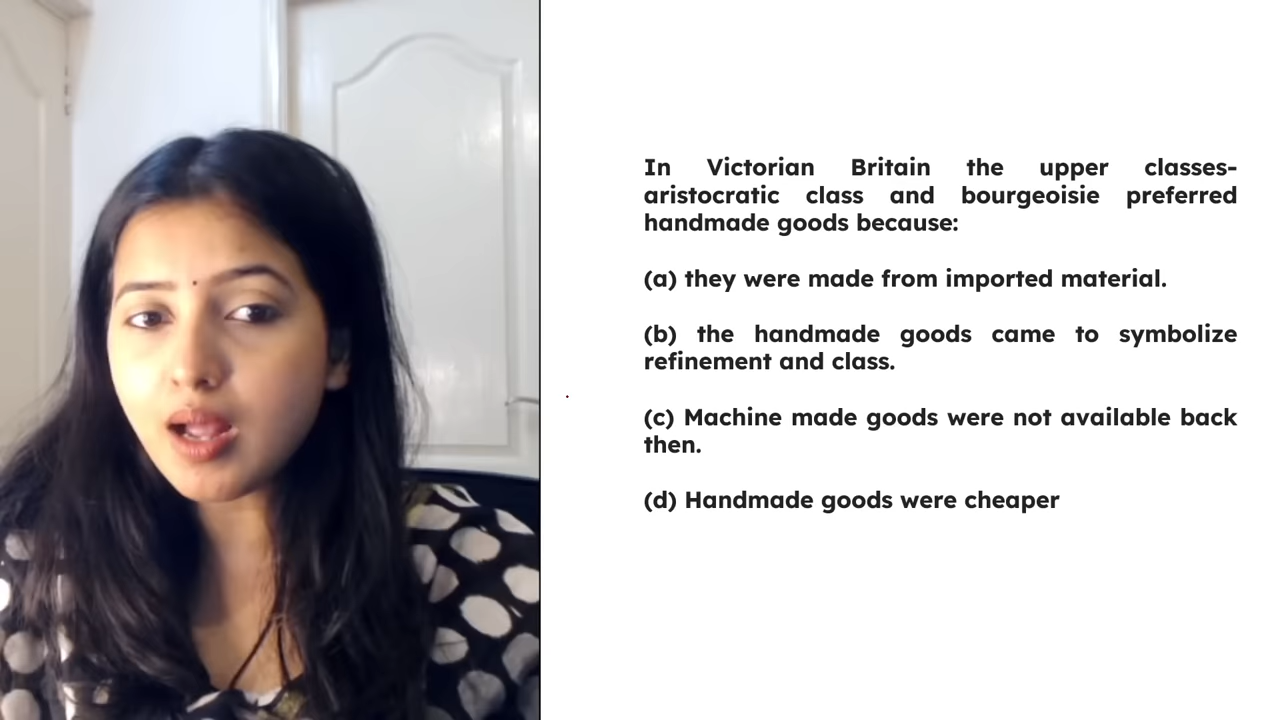 In Victorian Britain the upper classes-
aristocratic class and bourgeoisie preferred
handmade goods because:
(a) they were made from imported material.
(b) the handmade goods came to symbolize
refinement and class.
(c) Machine made goods were not available back
then.
(d) Handmade goods were cheaper